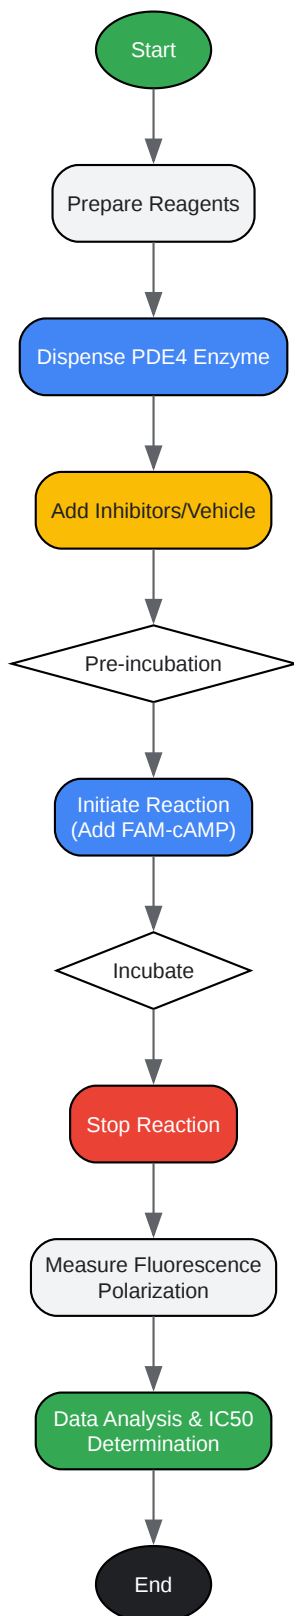 Start
Prepare Reagents
Dispense PDE4 Enzyme
Add Inhibitors/Vehicle
Pre-incubation
Initiate Reaction
(Add FAM-cAMP)
Incubate
Stop Reaction
Measure Fluorescence
Polarization
Data Analysis & IC50
Determination
End